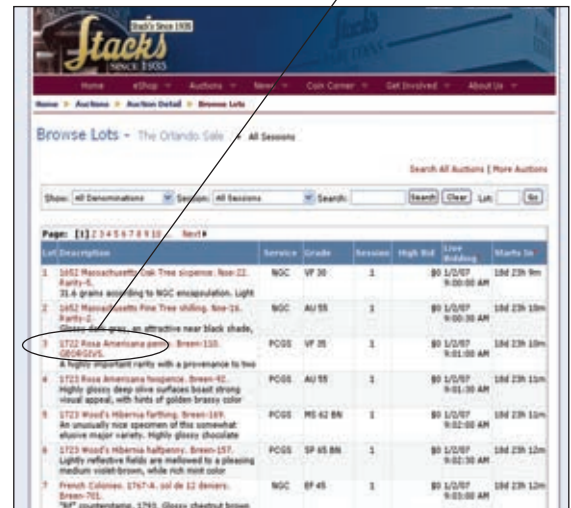 Stack's Since 1935
Stacks
SINCE 1935
Home eShop Auctions News Coin Corner Get Involved About Us
Home Auctions Auction Detail Browse Lots
Browse Lots - The Orlando Sale All Sessions
Search All Auctions | More Auctions
Show: All Denominations Session: All Sessions Search: Search Clear Lot: Go
Page: [1] 2 3 4 5 6 7 8 9 10 ... Next
Lot Description Service Grade Session High Bid Live Bidding Starts In
1 1652 Massachusetts Oak Tree sixpence. Noe-22. NGC VF 30 1 $0 1/2/07 18d 23h 9m
Rarity-5. 9:00:00 AM
31.6 grains according to NGC encapsulation. Light
2 1652 Massachusetts Pine Tree shilling. Noe-16. NGC AU 55 1 $0 1/2/07 18d 23h 10m
Rarity-2. 9:00:30 AM
Glossy dark gray, an attractive near black shade,
3 1722 Rosa Americana penny. Breen-110. PCGS VF 35 1 $0 1/2/07 18d 23h 10m
GEORGIVS. 9:01:00 AM
A highly important rarity with a provenance to two
4 1723 Rosa Americana twopence. Breen-92. PCGS AU 55 1 $0 1/2/07 18d 23h 11m
Highly glossy deep olive surfaces boast strong 9:01:30 AM
visual appeal, with hints of golden brassy color
5 1723 Wood's Hibernia farthing. Breen-169. PCGS MS 62 BN 1 $0 1/2/07 18d 23h 11m
An unusually nice specimen of this somewhat 9:02:00 AM
elusive major variety. Highly glossy chocolate
6 1723 Wood's Hibernia halfpenny. Breen-157. PCGS SP 65 BN 1 $0 1/2/07 18d 23h 12m
Lightly reflective fields are mellowed to a pleasing 9:02:30 AM
medium violet-brown, while rich mint color
7 French Colonies. 1767-A. sol de 12 deniers. NGC EF 45 1 $0 1/2/07 18d 23h 12m
Breen-701. 9:03:00 AM
"RF" counterstamp, 1793. Glossy chestnut brown